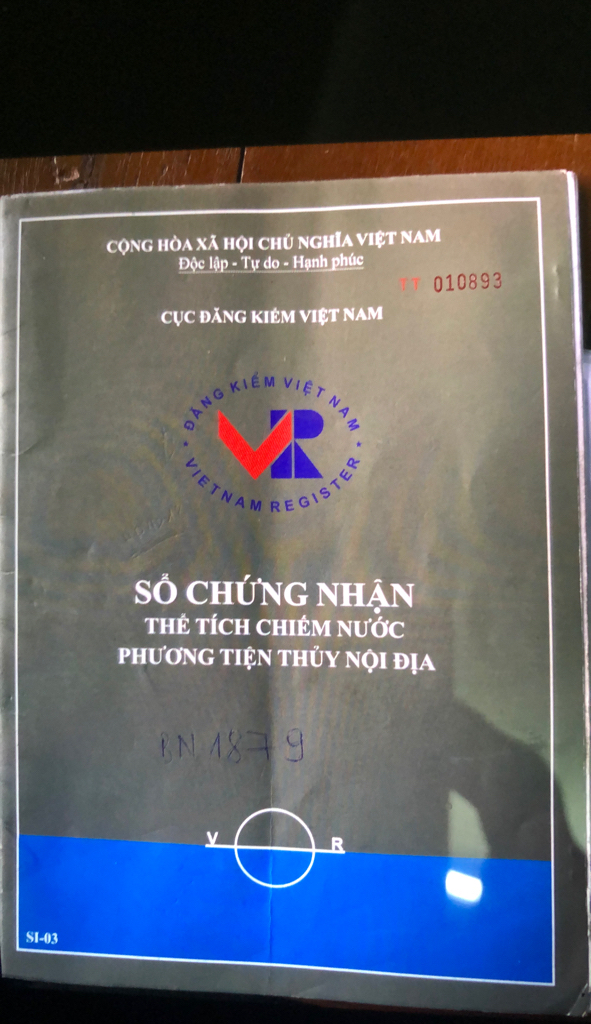 CỘNG HÒA XÃ HỘI CHỦ NGHĨA VIỆT NAM
Độc lập - Tự do - Hạnh phúc
TT 010893
CỤC ĐĂNG KIỂM VIỆT NAM
ĐĂNG KIỂM VIỆT NAM
VR
VIETNAM REGISTER
SỔ CHỨNG NHẬN
THỂ TÍCH CHIẾM NƯỚC
PHƯƠNG TIỆN THỦY NỘI ĐỊA
BN 1879
V R
SI-03